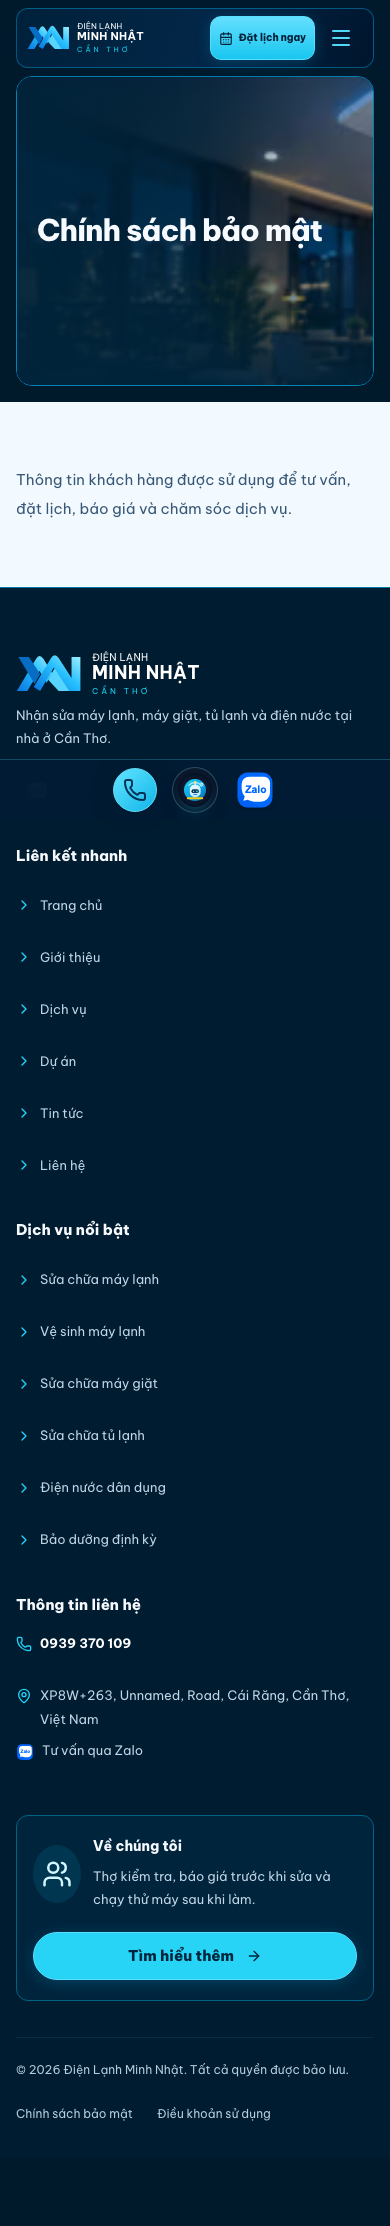 ĐIỆN LẠNH
MINH NHẬT
CẦN THƠ
Đặt lịch ngay
Chính sách bảo mật
Thông tin khách hàng được sử dụng để tư vấn,
đặt lịch, báo giá và chăm sóc dịch vụ.
ĐIỆN LẠNH
MINH NHẬT
CẦN THƠ
Nhận sửa máy lạnh, máy giặt, tủ lạnh và điện nước tại
nhà ở Cần Thơ.
Zalo
Liên kết nhanh
Trang chủ
Giới thiệu
Dịch vụ
Dự án
Tin tức
Liên hệ
Dịch vụ nổi bật
Sửa chữa máy lạnh
Vệ sinh máy lạnh
Sửa chữa máy giặt
Sửa chữa tủ lạnh
Điện nước dân dụng
Bảo dưỡng định kỳ
Thông tin liên hệ
0939 370 109
XP8W+263, Unnamed, Road, Cái Răng, Cần Thơ,
Việt Nam
Zalo Tư vấn qua Zalo
Về chúng tôi
Thợ kiểm tra, báo giá trước khi sửa và
chạy thử máy sau khi làm.
Tìm hiểu thêm
© 2026 Điện Lạnh Minh Nhật. Tất cả quyền được bảo lưu.
Chính sách bảo mật Điều khoản sử dụng